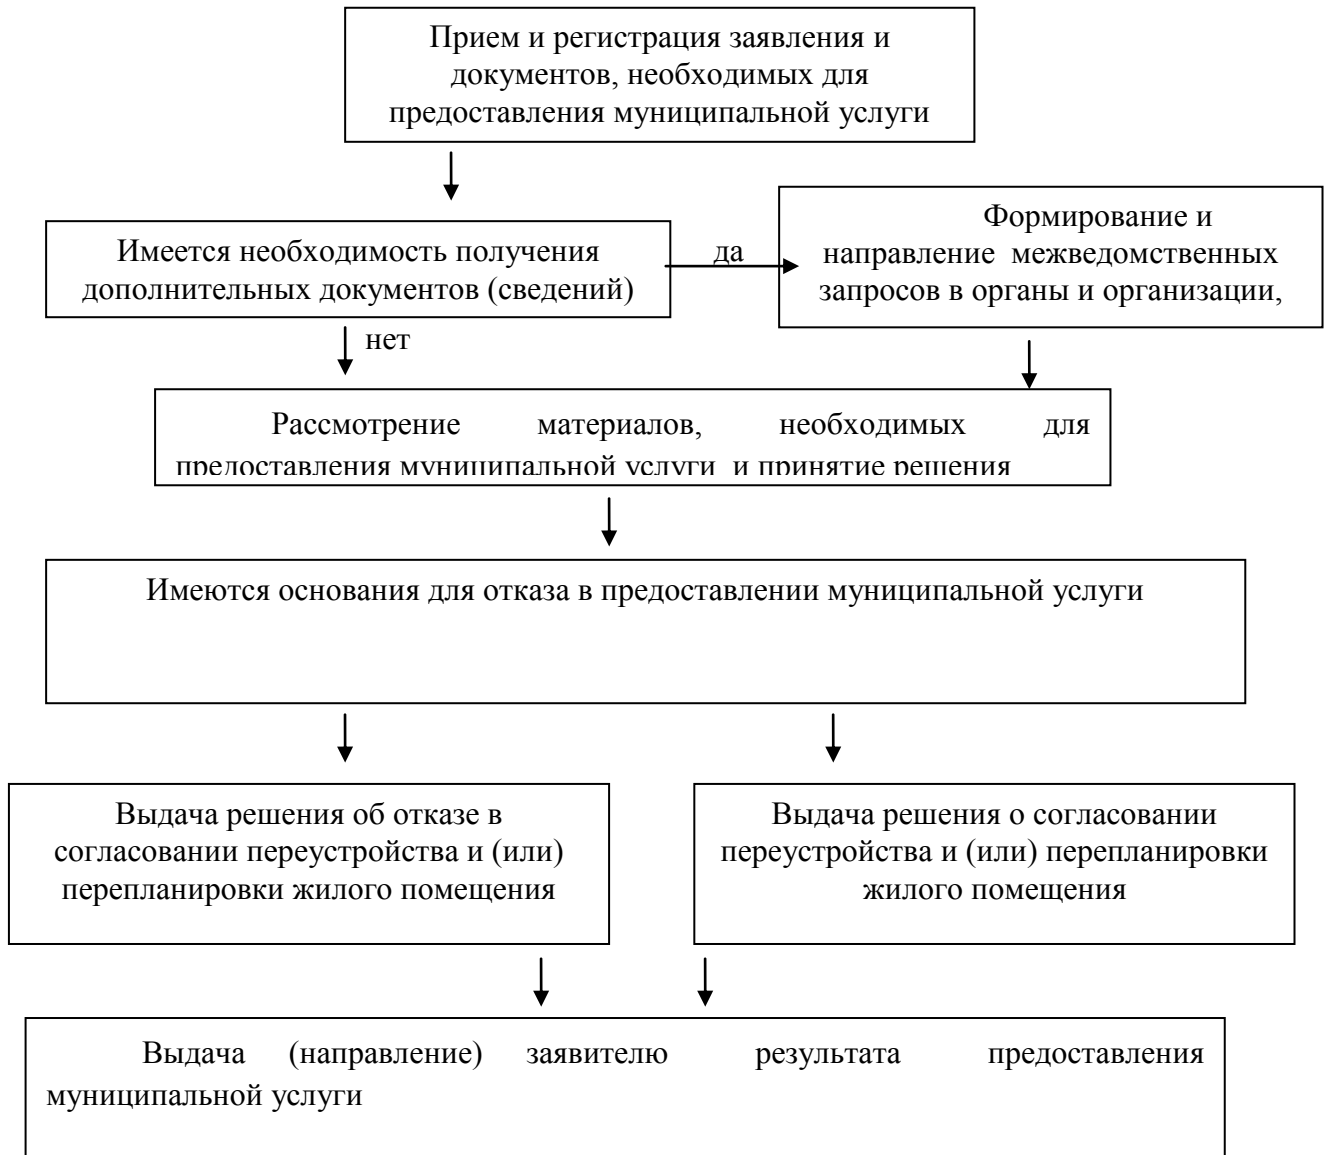 Прием и регистрация заявления и
документов, необходимых для
предоставления муниципальной услуги
Имеется необходимость получения
дополнительных документов (сведений)
да
Формирование и
направление межведомственных
запросов в органы и организации,
нет
Рассмотрение материалов, необходимых для
предоставления муниципальной услуги и принятие решения
Имеются основания для отказа в предоставлении муниципальной услуги
Выдача решения об отказе в
согласовании переустройства и (или)
перепланировки жилого помещения
Выдача решения о согласовании
переустройства и (или) перепланировки
жилого помещения
Выдача (направление) заявителю результата предоставления
муниципальной услуги